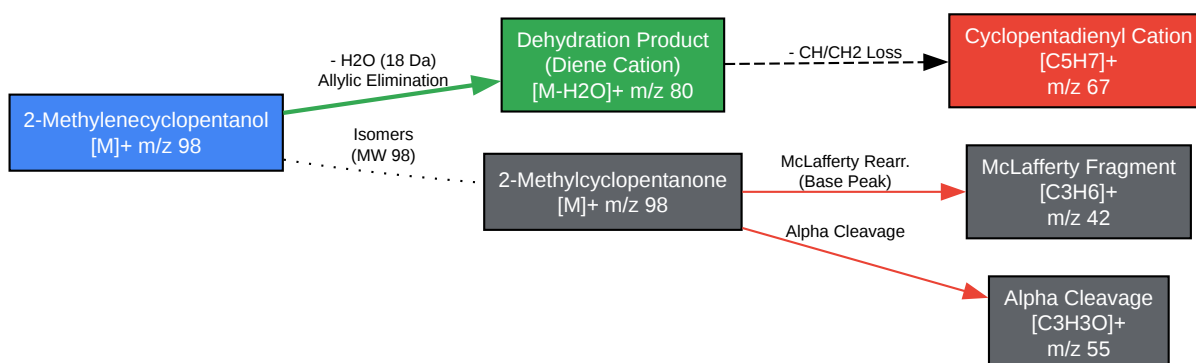 2-Methylenecyclopentanol
[M]+ m/z 98
- H2O (18 Da)
Allylic Elimination
Dehydration Product
(Diene Cation)
[M-H2O]+ m/z 80
- CH/CH2 Loss
Cyclopentadienyl Cation
[C5H7]+
m/z 67
Isomers
(MW 98)
2-Methylcyclopentanone
[M]+ m/z 98
McLafferty Rearr.
(Base Peak)
McLafferty Fragment
[C3H6]+
m/z 42
Alpha Cleavage
Alpha Cleavage
[C3H3O]+
m/z 55